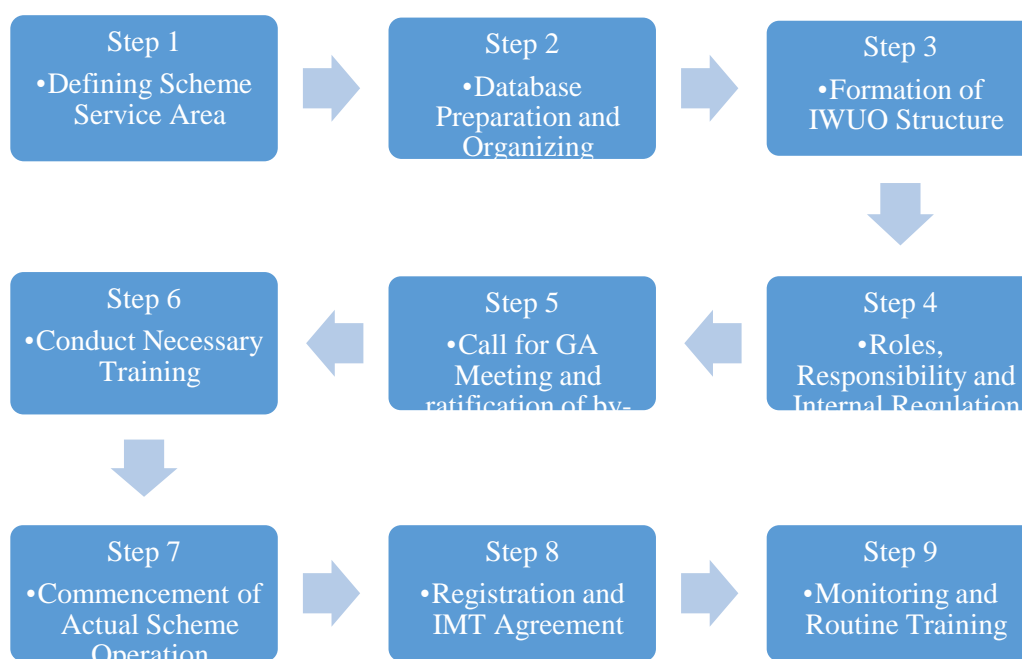 Step 1
•Defining Scheme
Service Area
Step 2
•Database
Preparation and
Organizing
Step 3
•Formation of
IWUO Structure
Step 4
•Roles,
Responsibility and
Internal Regulation
Step 5
•Call for GA
Meeting and
ratification of by-
Step 6
•Conduct Necessary
Training
Step 7
•Commencement of
Actual Scheme
Operation
Step 8
•Registration and
IMT Agreement
Step 9
•Monitoring and
Routine Training